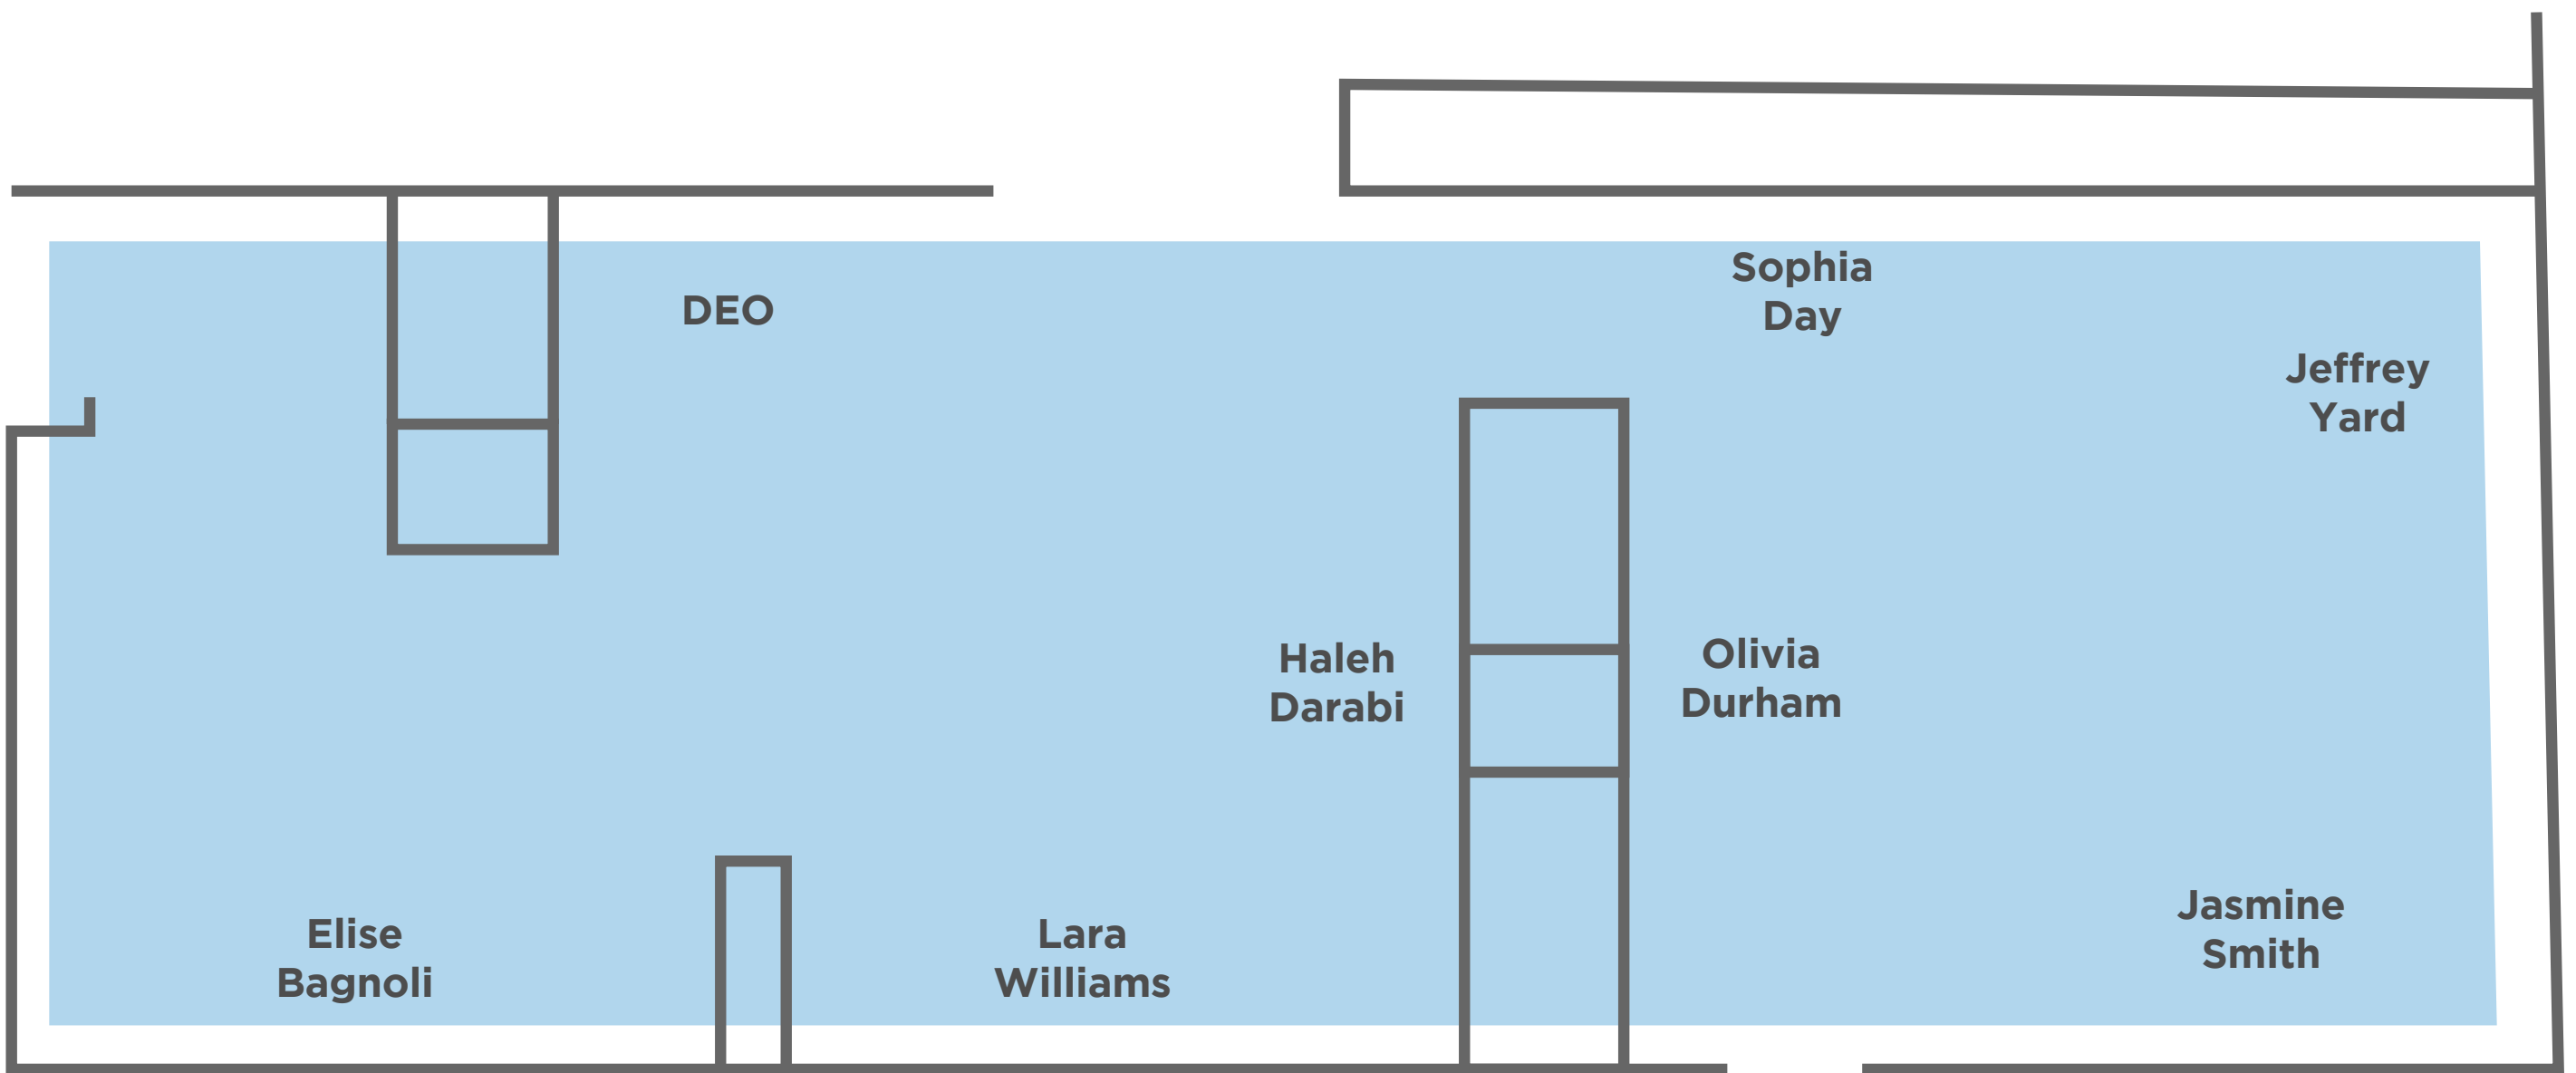 Sophia
Day
DEO
Jeffrey
Yard
Haleh
Darabi
Olivia
Durham
Elise
Bagnoli
Lara
Williams
Jasmine
Smith